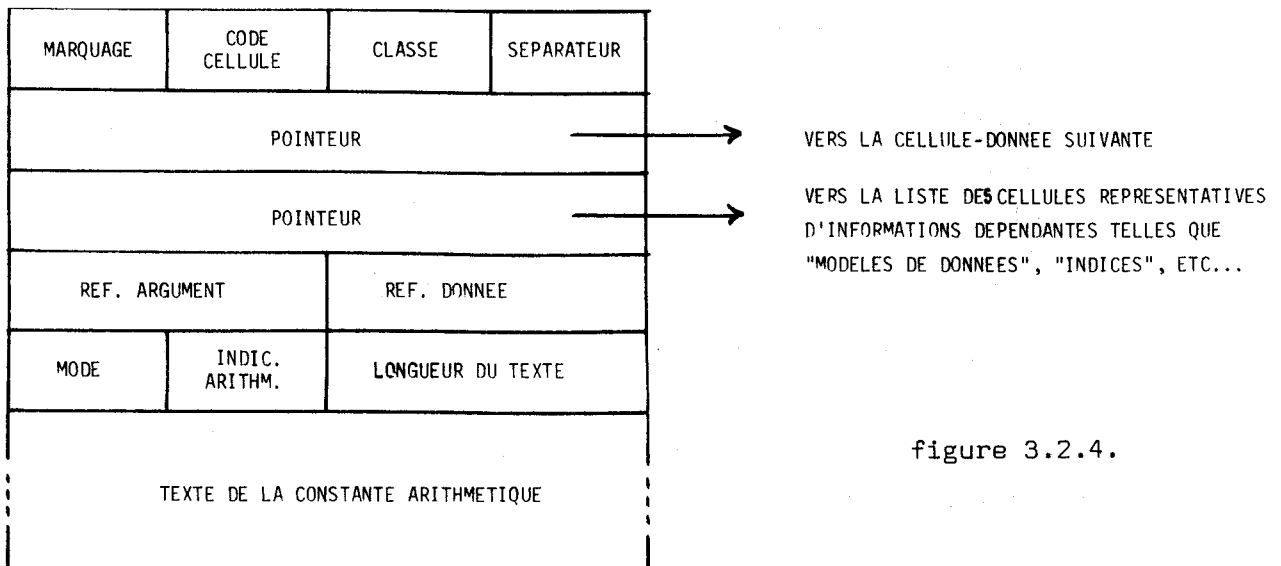 MARQUAGE
CODE
CELLULE
CLASSE
SEPARATEUR
POINTEUR
VERS LA CELLULE-DONNEE SUIVANTE
POINTEUR
VERS LA LISTE DES CELLULES REPRESENTATIVES
D'INFORMATIONS DEPENDANTES TELLES QUE
"MODELES DE DONNEES", "INDICES", ETC...
REF. ARGUMENT
REF. DONNEE
MODE
INDIC.
ARITHM.
LONGUEUR DU TEXTE
TEXTE DE LA CONSTANTE ARITHMETIQUE
figure 3.2.4.